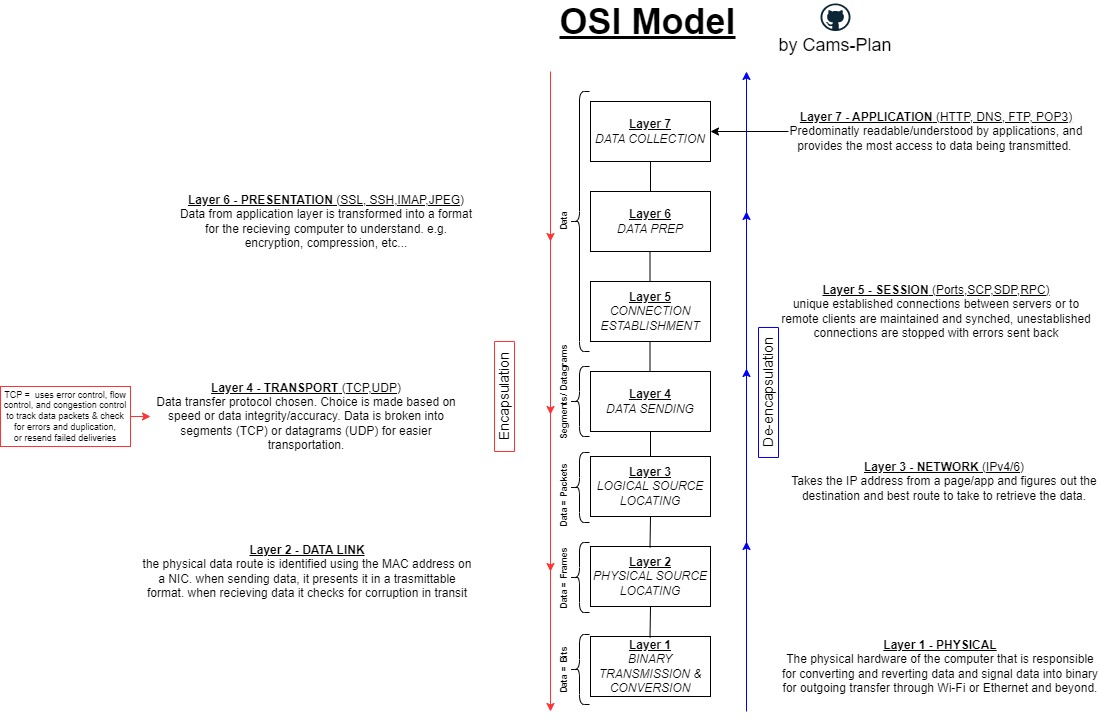 OSI Model
by Cams-Plan
Layer 7
DATA COLLECTION
Layer 7 - APPLICATION (HTTP, DNS, FTP, POP3)
Predominatly readable/understood by applications, and
provides the most access to data being transmitted.
Layer 6 - PRESENTATION (SSL, SSH,IMAP,JPEG)
Data from application layer is transformed into a format
for the recieving computer to understand. e.g.
encryption, compression, etc...
Data
Layer 6
DATA PREP
Layer 5
CONNECTION
ESTABLISHMENT
Layer 5 - SESSION (Ports,SCP,SDP,RPC)
unique established connections between servers or to
remote clients are maintained and synched, unestablished
connections are stopped with errors sent back
Encapsulation
De-encapsulation
TCP = uses error control, flow
control, and congestion control
to track data packets & check
for errors and duplication,
or resend failed deliveries
Layer 4 - TRANSPORT (TCP,UDP)
Data transfer protocol chosen. Choice is made based on
speed or data integrity/accuracy. Data is broken into
segments (TCP) or datagrams (UDP) for easier
transportation.
Segments/ Datagrams
Layer 4
DATA SENDING
Data = Packets
Layer 3
LOGICAL SOURCE
LOCATING
Layer 3 - NETWORK (IPv4/6)
Takes the IP address from a page/app and figures out the
destination and best route to take to retrieve the data.
Layer 2 - DATA LINK
the physical data route is identified using the MAC address on
a NIC. when sending data, it presents it in a trasmittable
format. when recieving data it checks for corruption in transit
Data = Frames
Layer 2
PHYSICAL SOURCE
LOCATING
Data = Bits
Layer 1
BINARY
TRANSMISSION &
CONVERSION
Layer 1 - PHYSICAL
The physical hardware of the computer that is responsible
for converting and reverting data and signal data into binary
for outgoing transfer through Wi-Fi or Ethernet and beyond.